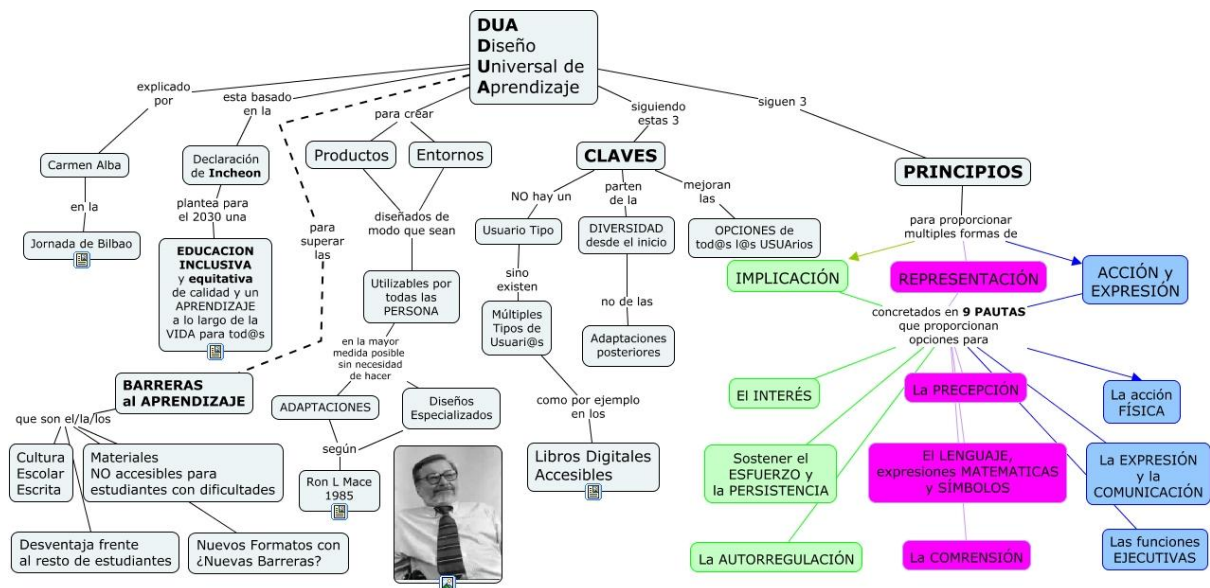 DUA
Diseño
Universal de
Aprendizaje
explicado
por
Carmen Alba
en la
Jornada de Bilbao
esta basado
en la
Declaración
de Incheon
plantea para
el 2030 una
EDUCACION
INCLUSIVA
y equitativa
de calidad y un
APRENDIZAJE
a lo largo de la
VIDA para tod@s
para
superar
las
BARRERAS
al APRENDIZAJE
que son el/la/los
Cultura
Escolar
Escrita
Materiales
NO accesibles para
estudiantes con dificultades
Desventaja frente
al resto de estudiantes
Nuevos Formatos con
¿Nuevas Barreras?
para crear
Productos
Entornos
diseñados de
modo que sean
Utilizables por
todas las
PERSONA
en la mayor
medida posible
sin necesidad
de hacer
ADAPTACIONES
Diseños
Especializados
según
Ron L Mace
1985
siguiendo
estas 3
CLAVES
NO hay un
Usuario Tipo
sino
existen
Múltiples
Tipos de
Usuari@s
como por ejemplo
en los
Libros Digitales
Accesibles
parten
de la
DIVERSIDAD
desde el inicio
no de las
Adaptaciones
posteriores
mejoran
las
OPCIONES de
tod@s l@s USUArios
siguen 3
PRINCIPIOS
para proporcionar
multiples formas de
IMPLICACIÓN
REPRESENTACIÓN
ACCIÓN y
EXPRESIÓN
concretados en 9 PAUTAS
que proporcionan
opciones para
El INTERÉS
La PRECEPCIÓN
La acción
FÍSICA
Sostener el
ESFUERZO y
la PERSISTENCIA
El LENGUAJE,
expresiones MATEMATICAS
y SÍMBOLOS
La EXPRESIÓN
y la
COMUNICACIÓN
La AUTORREGULACIÓN
La COMRENSIÓN
Las funciones
EJECUTIVAS